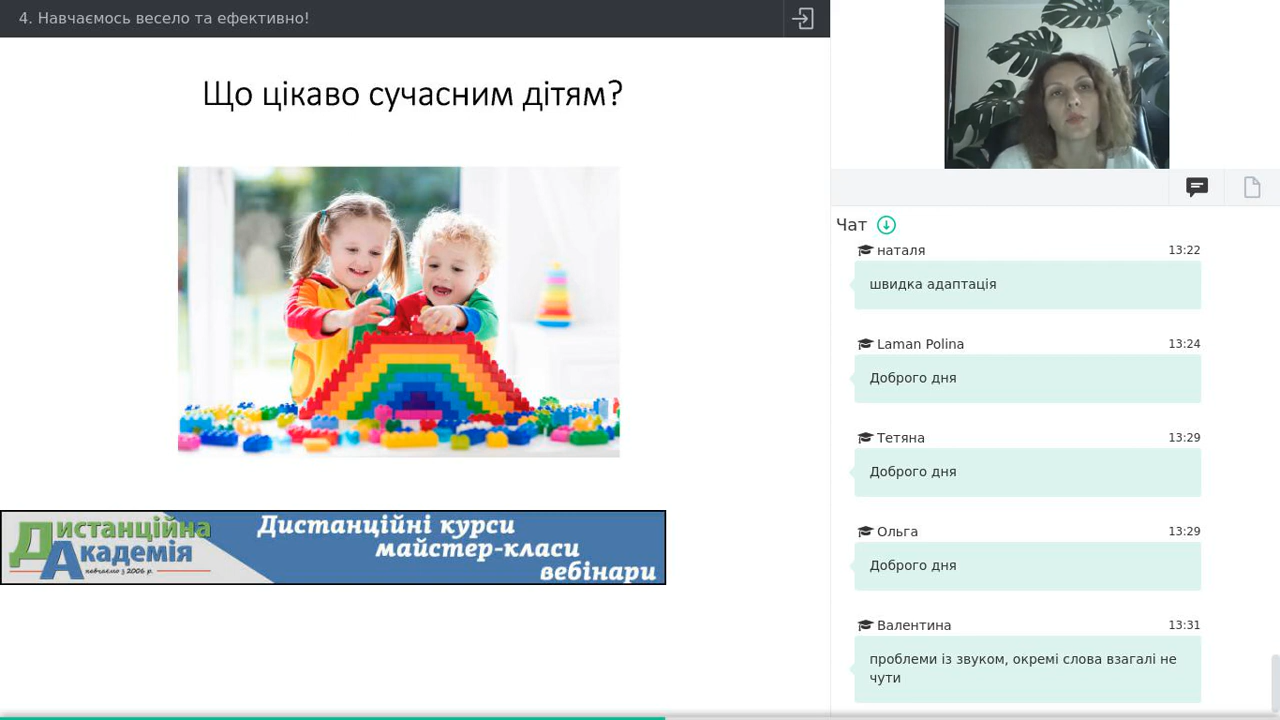 4. Навчаємось весело та ефективно!
Що цікаво сучасним дітям?
Дистанційна
Академія
навчаємо з 2006 р.
Дистанційні курси
майстер-класи
вебінари
Чат
наталя 13:22
швидка адаптація
Laman Polina 13:24
Доброго дня
Тетяна 13:29
Доброго дня
Ольга 13:29
Доброго дня
Валентина 13:31
проблеми із звуком, окремі слова взагалі не
чути